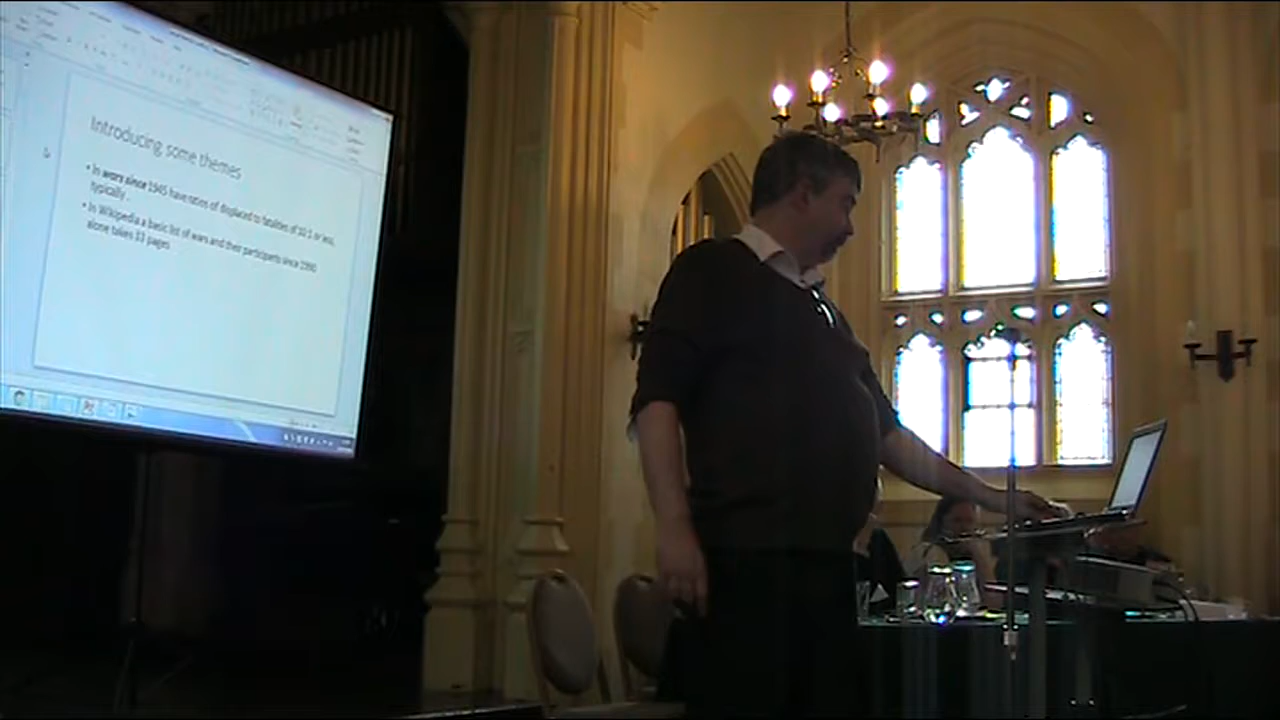 Introducing some themes
• In wars since 1945 have ratios of displaced to fatalities of 10:1 or less,
typically.
• In Wikipedia a basic list of wars and their participants since 1990
alone takes 13 pages